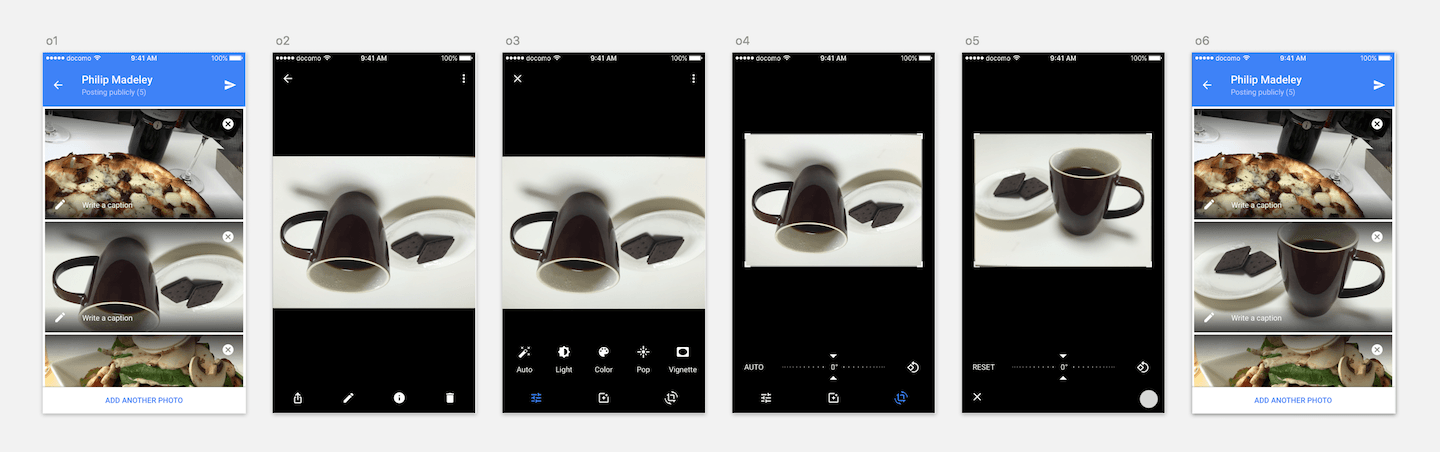 o1
docomo 9:41 AM 100%
Philip Madeley
Posting publicly (5)
Write a caption
Write a caption
ADD ANOTHER PHOTO
o2
docomo 9:41 AM 100%
o3
docomo 9:41 AM 100%
Auto Light Color Pop Vignette
o4
docomo 9:41 AM 100%
AUTO 0°
o5
docomo 9:41 AM 100%
RESET 0°
o6
docomo 9:41 AM 100%
Philip Madeley
Posting publicly (5)
Write a caption
Write a caption
ADD ANOTHER PHOTO